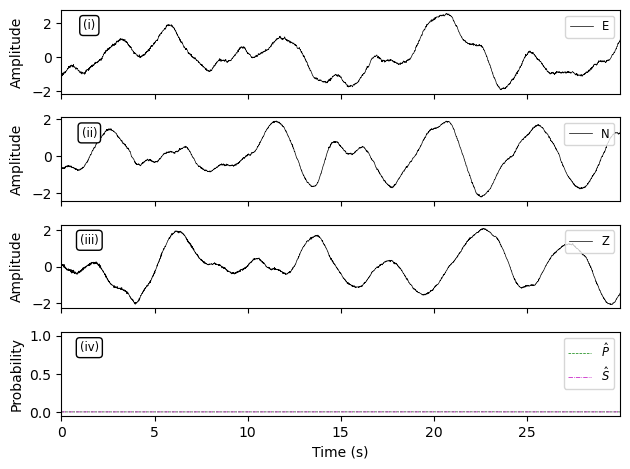 (i)
E
Amplitude
2
0
−2
(ii)
N
Amplitude
2
0
−2
(iii)
Z
Amplitude
2
0
−2
(iv)
P̂
Ŝ
Probability
1.0
0.5
0.0
0 5 10 15 20 25
Time (s)